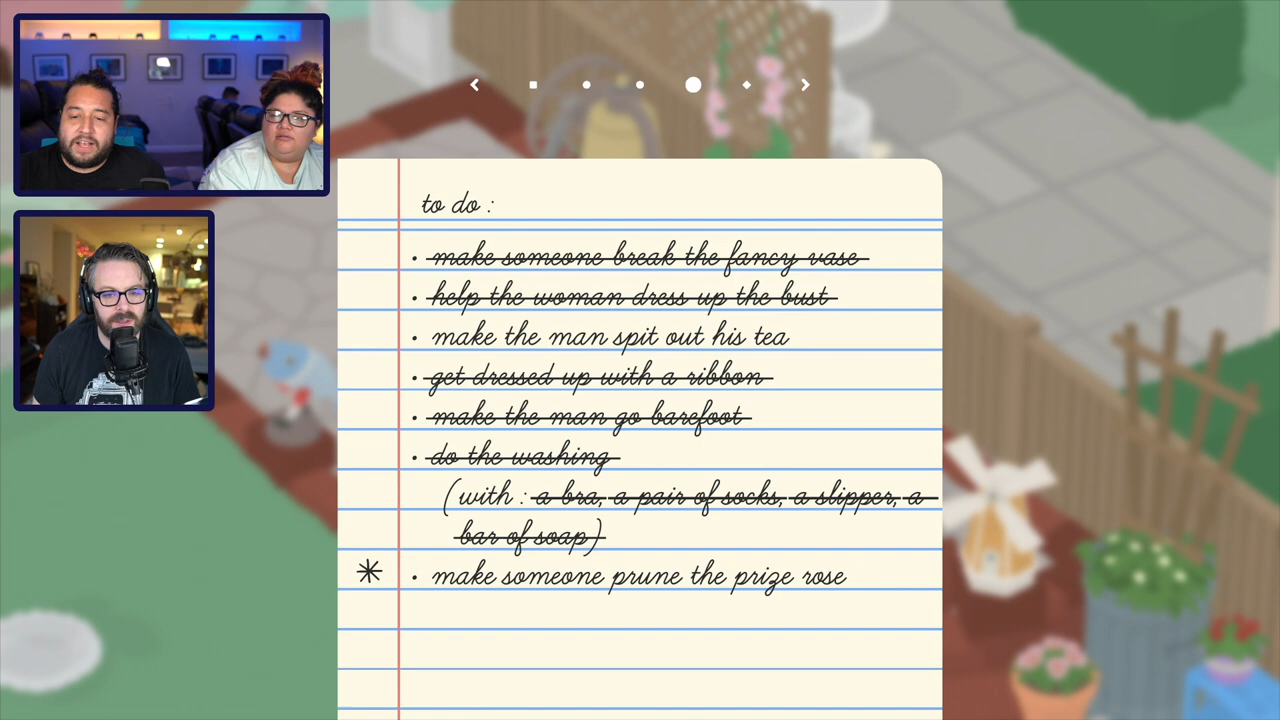 to do :
• make someone break the fancy vase
• help the woman dress up the bust
• make the man spit out his tea
• get dressed up with a ribbon
• make the man go barefoot
• do the washing
(with : a bra, a pair of socks, a slipper, a
bar of soap)
* • make someone prune the prize rose